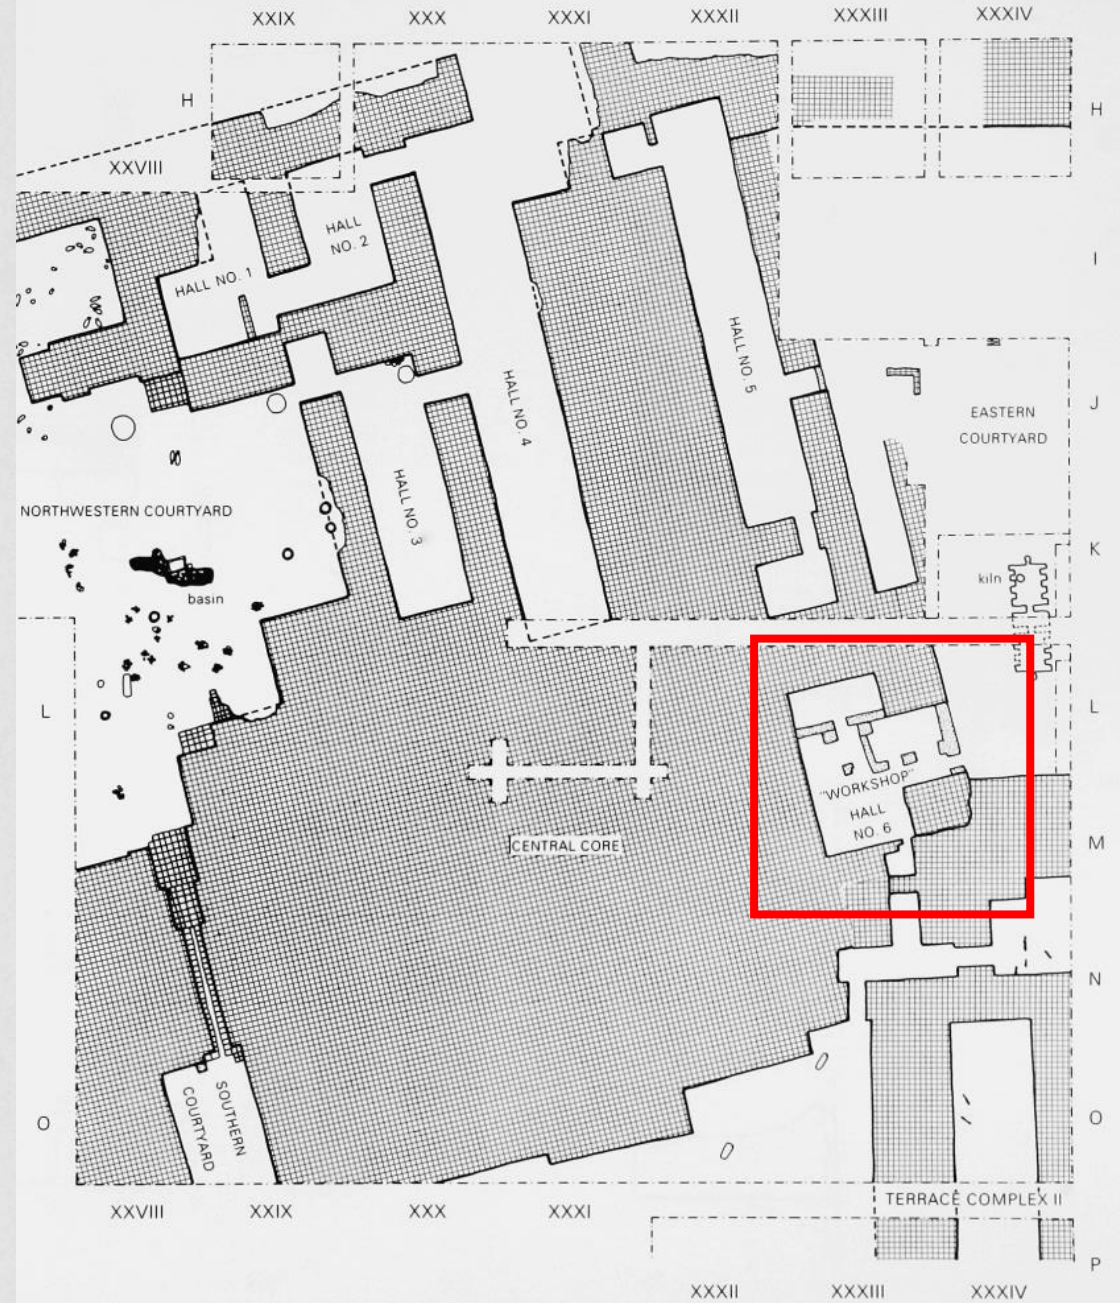 XXIX XXX XXXI XXXII XXXIII XXXIV
H H
XXVIII
HALL
NO. 2
HALL NO. 1
I
HALL NO. 5
HALL NO. 4
J
EASTERN
COURTYARD
HALL NO. 3
NORTHWESTERN COURTYARD
K
kiln
basin
L L
"WORKSHOP"
HALL
NO. 6
CENTRAL CORE
M
N
SOUTHERN
COURTYARD
O O
TERRACE COMPLEX II
XXVIII XXIX XXX XXXI
P
XXXII XXXIII XXXIV